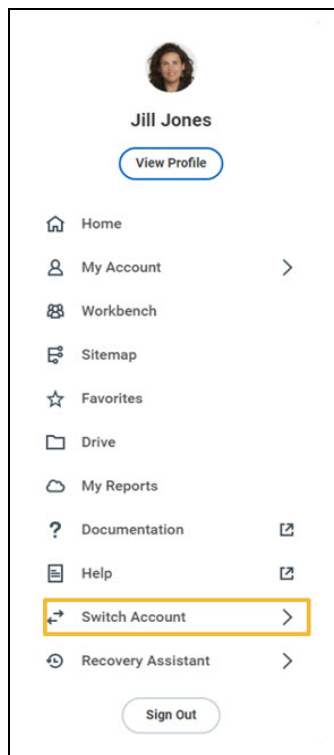 Jill Jones
View Profile
Home
My Account
Workbench
Sitemap
Favorites
Drive
My Reports
Documentation
Help
Switch Account
Recovery Assistant
Sign Out